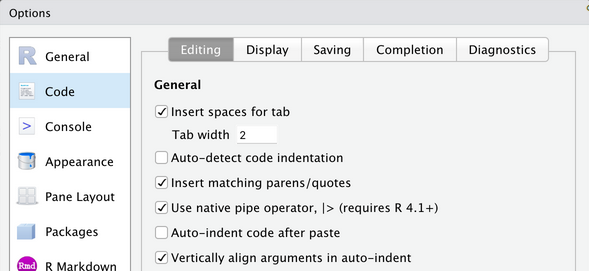 Options
General
Code
Console
Appearance
Pane Layout
Packages
Rmd R Markdown
Editing Display Saving Completion Diagnostics
General
Insert spaces for tab
Tab width 2
Auto-detect code indentation
Insert matching parens/quotes
Use native pipe operator, |> (requires R 4.1+)
Auto-indent code after paste
Vertically align arguments in auto-indent